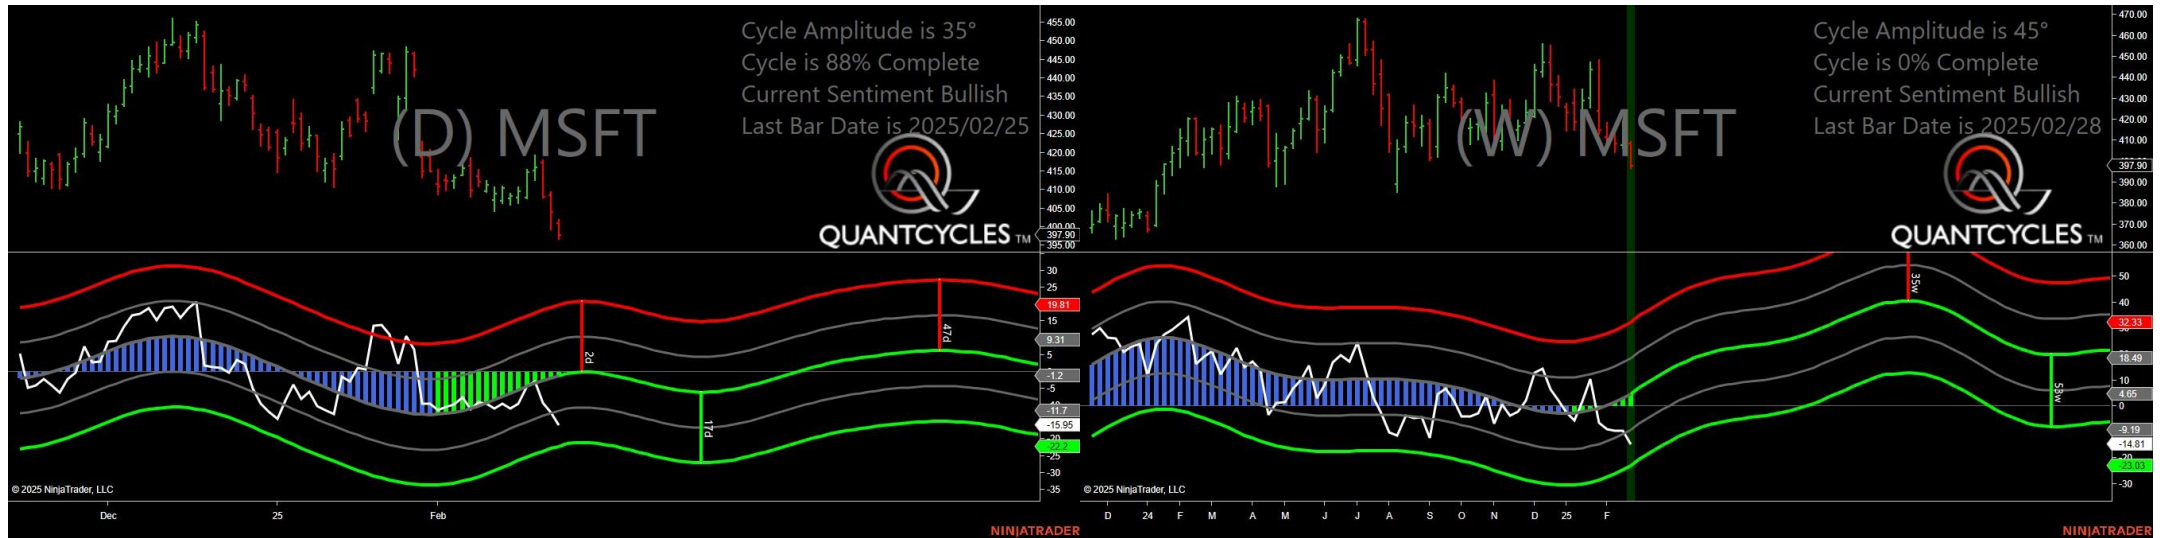 Cycle Amplitude is 35°
Cycle is 88% Complete
Current Sentiment Bullish
Last Bar Date is 2025/02/25
(D) MSFT
QUANTCYCLES TM
455.00
450.00
445.00
440.00
435.00
430.00
425.00
420.00
415.00
410.00
405.00
397.90
395.00
30
25
19.81
15
9.31
5
-1.2
-5
-11.7
-15.95
-22.2
-25
-30
-35
2d
17d
47d
© 2025 NinjaTrader, LLC
Dec
25
Feb
NINJATRADER
Cycle Amplitude is 45°
Cycle is 0% Complete
Current Sentiment Bullish
Last Bar Date is 2025/02/28
(W) MSFT
QUANTCYCLES TM
470.00
460.00
450.00
440.00
430.00
420.00
410.00
397.90
390.00
380.00
370.00
360.00
50
40
32.33
18.49
10
4.65
0
-9.19
-14.81
-23.03
-30
35w
53w
© 2025 NinjaTrader, LLC
D 24 F M A M J J A S O N D 25 F
NINJATRADER